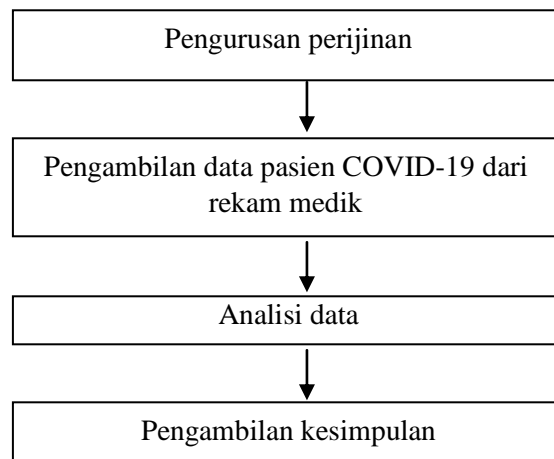 Pengurusan perijinan
Pengambilan data pasien COVID-19 dari
rekam medik
Analisi data
Pengambilan kesimpulan